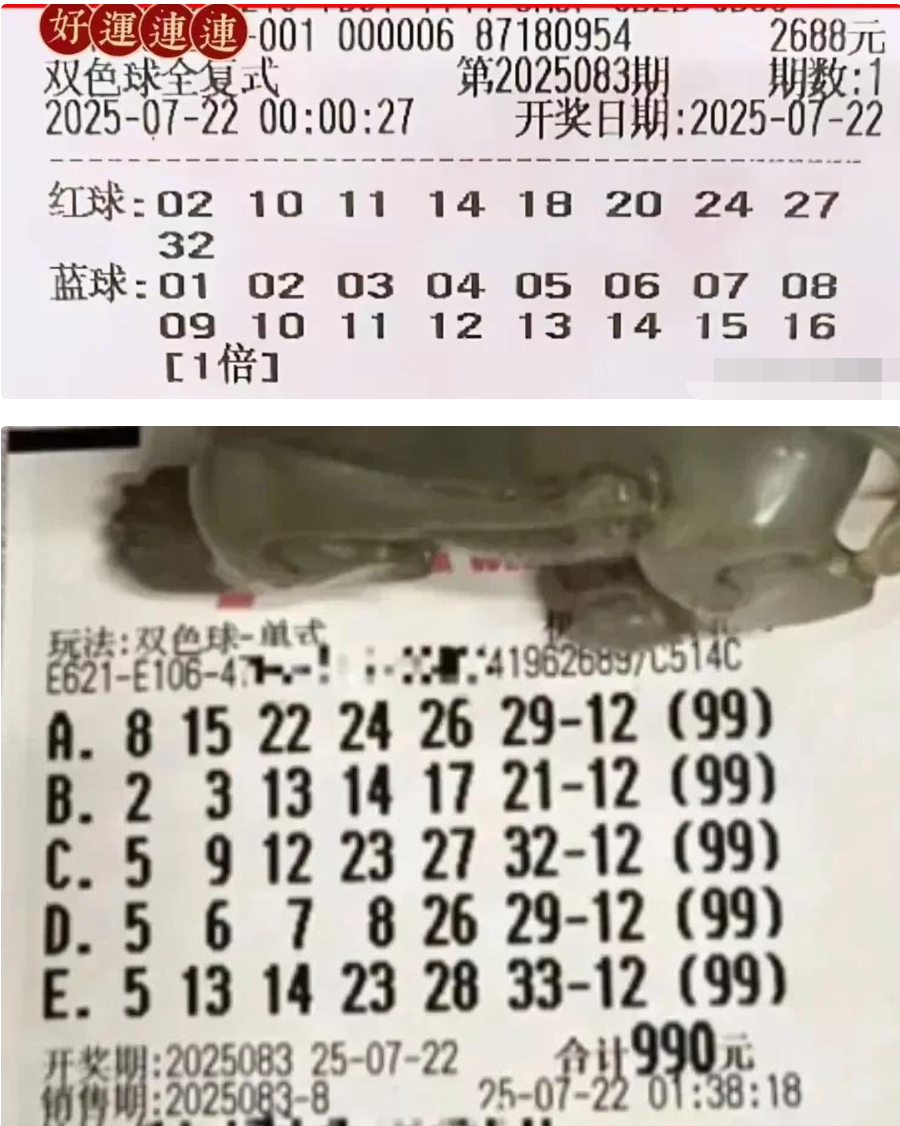 好運連連
-001 000006 87180954 2688元
双色球全复式 第2025083期 期数:1
2025-07-22 00:00:27 开奖日期:2025-07-22
红球:02 10 11 14 18 20 24 27
32
蓝球:01 02 03 04 05 06 07 08
09 10 11 12 13 14 15 16
[1倍]
玩法:双色球-单式
E621-E106-4 41962689/C514C
A. 8 15 22 24 26 29-12 (99)
B. 2 3 13 14 17 21-12 (99)
C. 5 9 12 23 27 32-12 (99)
D. 5 6 7 8 26 29-12 (99)
E. 5 13 14 23 28 33-12 (99)
开奖期:2025083 25-07-22 合计990元
销售期:2025083-8 25-07-22 01:38:18